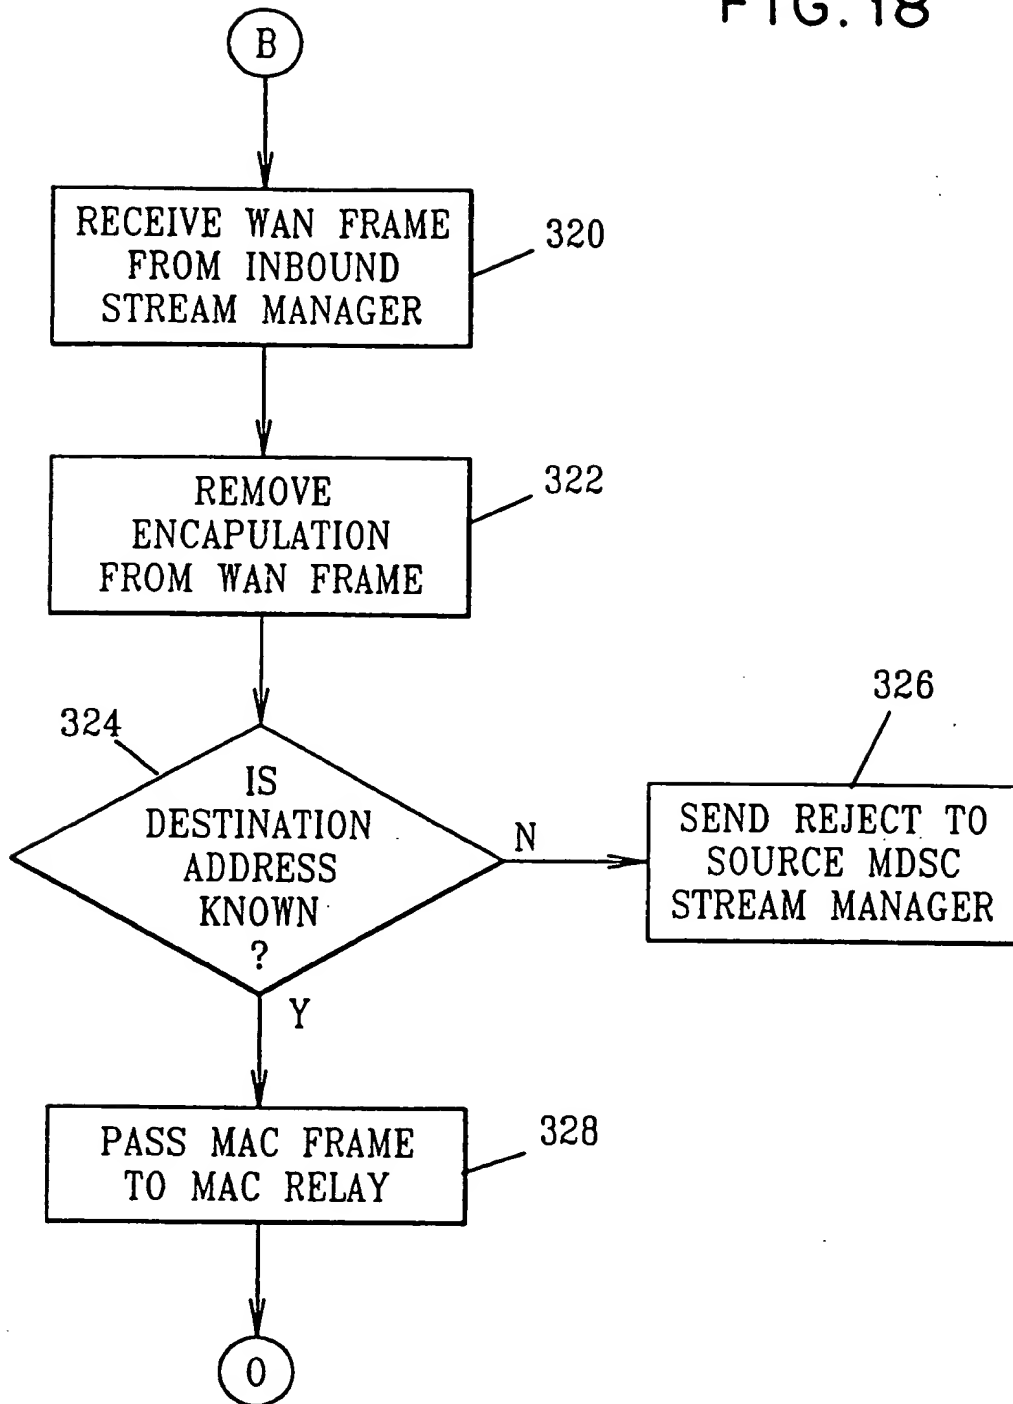 FIG. 18
B
RECEIVE WAN FRAME
FROM INBOUND
STREAM MANAGER
320
REMOVE
ENCAPULATION
FROM WAN FRAME
322
324
IS
DESTINATION
ADDRESS
KNOWN
?
N
326
SEND REJECT TO
SOURCE MDSC
STREAM MANAGER
Y
PASS MAC FRAME
TO MAC RELAY
328
O